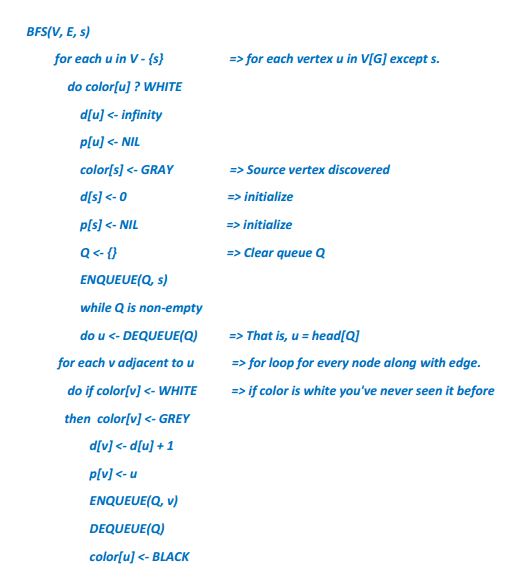 BFS(V, E, s)
for each u in V - {s} => for each vertex u in V[G] except s.
do color[u] ? WHITE
d[u] <- infinity
p[u] <- NIL
color[s] <- GRAY => Source vertex discovered
d[s] <- 0 => initialize
p[s] <- NIL => initialize
Q <- {} => Clear queue Q
ENQUEUE(Q, s)
while Q is non-empty
do u <- DEQUEUE(Q) => That is, u = head[Q]
for each v adjacent to u => for loop for every node along with edge.
do if color[v] <- WHITE => if color is white you've never seen it before
then color[v] <- GREY
d[v] <- d[u] + 1
p[v] <- u
ENQUEUE(Q, v)
DEQUEUE(Q)
color[u] <- BLACK